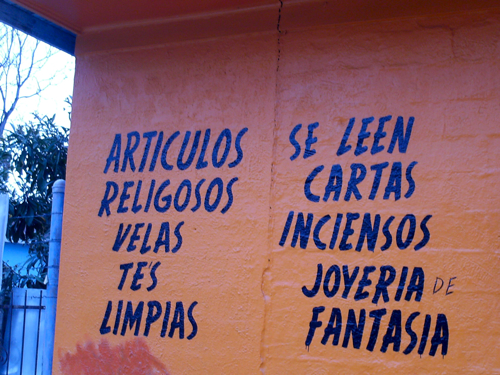 ARTICULOS
RELIGOSOS
VELAS
TE'S
LIMPIAS
SE LEEN
CARTAS
INCIENSOS
JOYERIA DE
FANTASIA